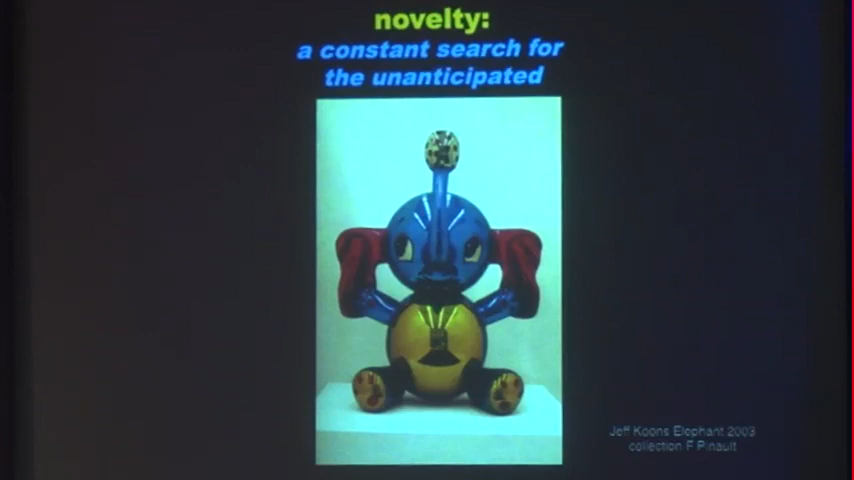 novelty:
a constant search for
the unanticipated
Jeff Koons Elephant 2003
collection F Pinault